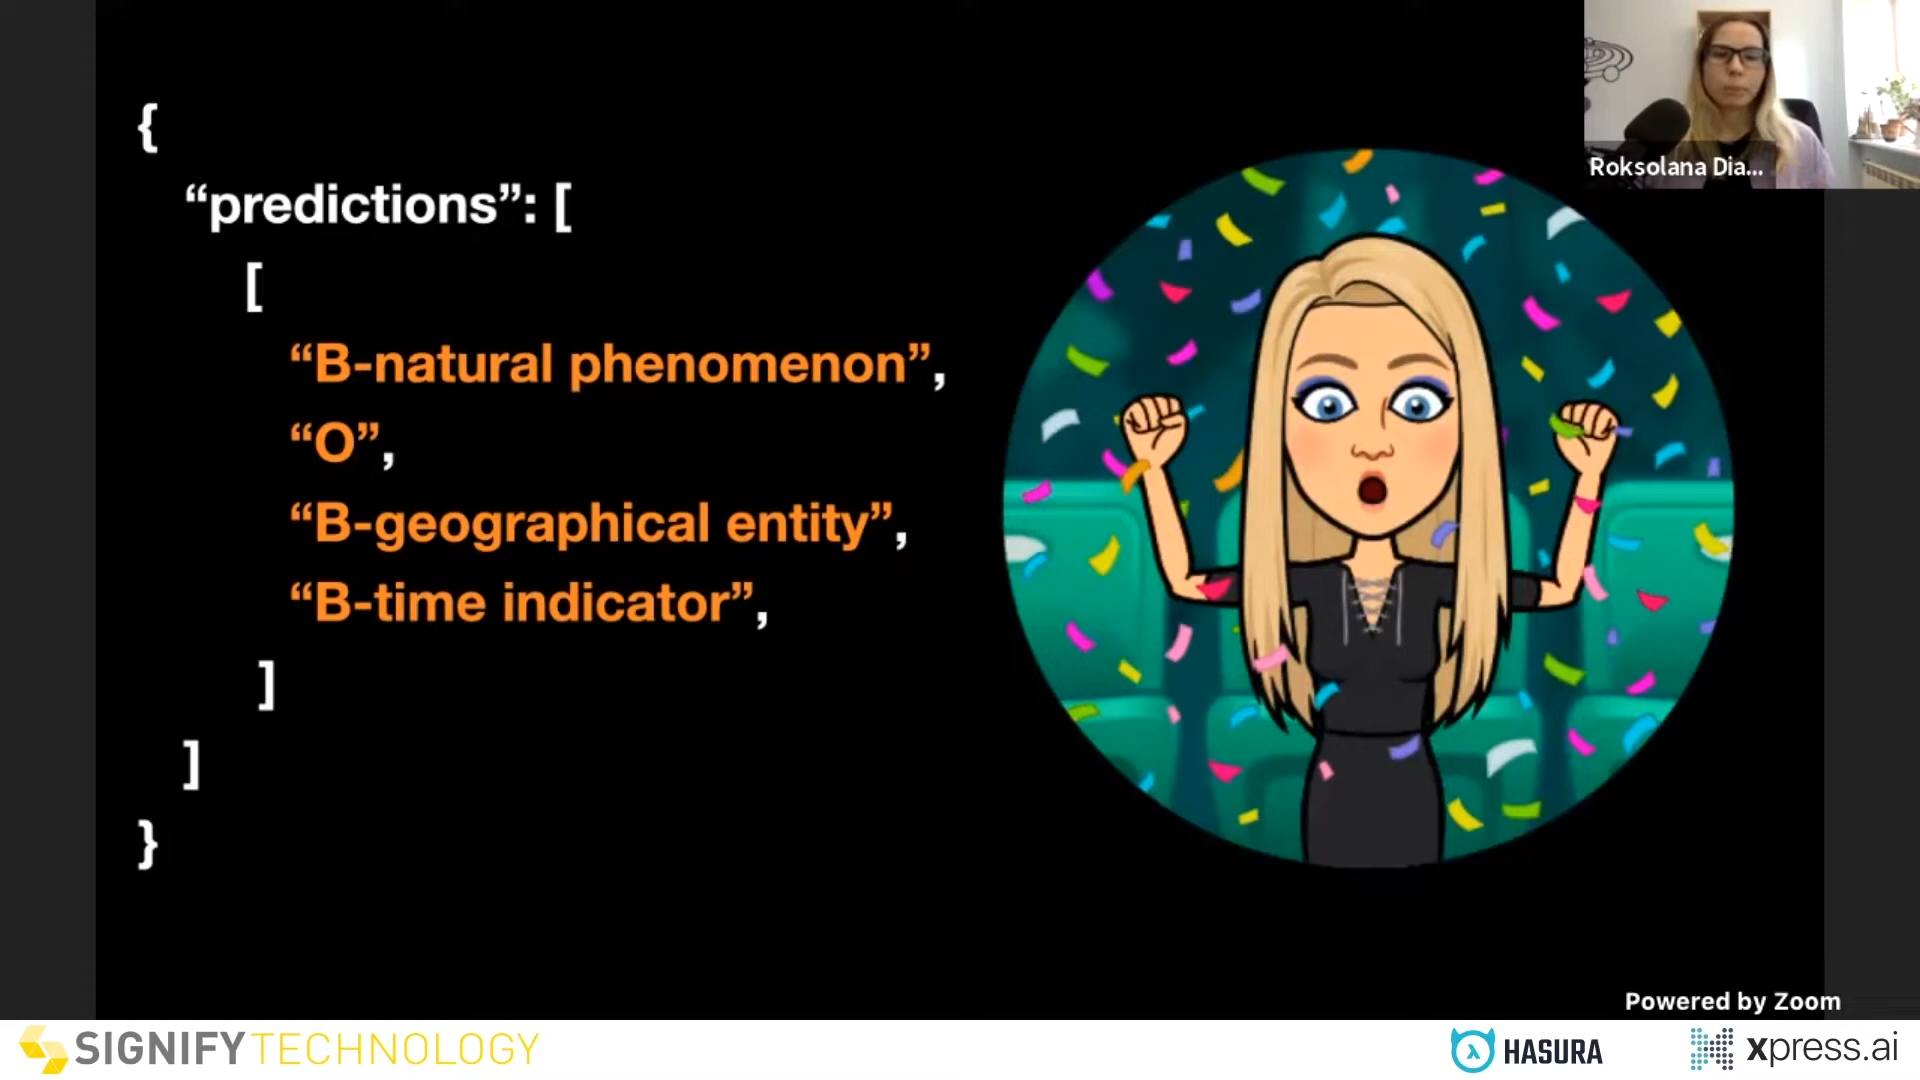 {
“predictions”: [
[
“B-natural phenomenon”,
“O”,
“B-geographical entity”,
“B-time indicator”,
]
]
}
Roksolana Dia...
Powered by Zoom
SIGNIFY TECHNOLOGY
HASURA
xpress.ai